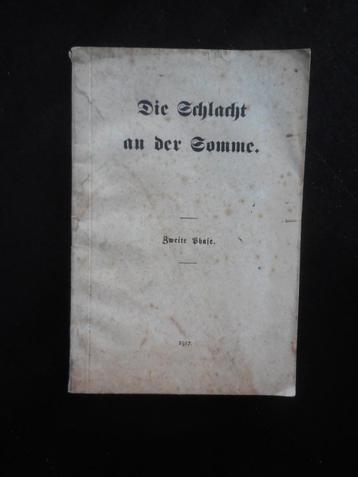 Die Schlacht
an der Somme.
Zweite Phase.
1917.